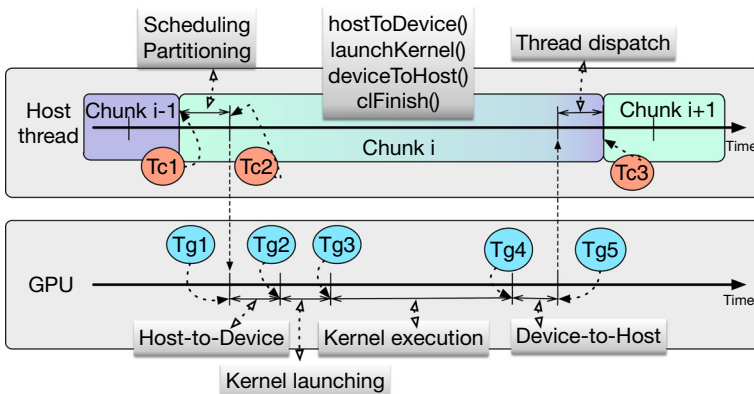 Scheduling
Partitioning
hostToDevice()
launchKernel()
deviceToHost()
clFinish()
Thread dispatch
Host
thread
Chunk i-1
Chunk i+1
Time
Chunk i
Tc1
Tc2
Tc3
Tg1
Tg2
Tg3
Tg4
Tg5
GPU
Time
Host-to-Device
Kernel execution
Device-to-Host
Kernel launching